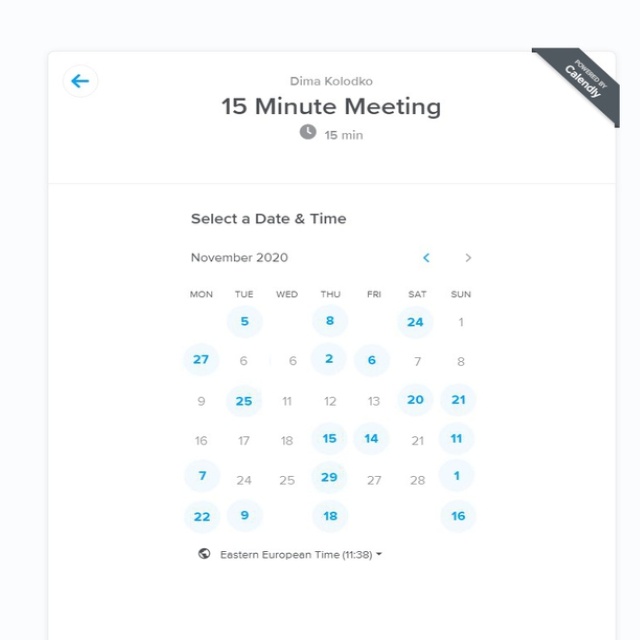 POWERED BY
Calendly
Dima Kolodko
15 Minute Meeting
15 min
Select a Date & Time
November 2020
MON TUE WED THU FRI SAT SUN
5 8 24 1
27 6 6 2 6 7 8
9 25 11 12 13 20 21
16 17 18 15 14 21 11
7 24 25 29 27 28 1
22 9 18 16
Eastern European Time (11:38)